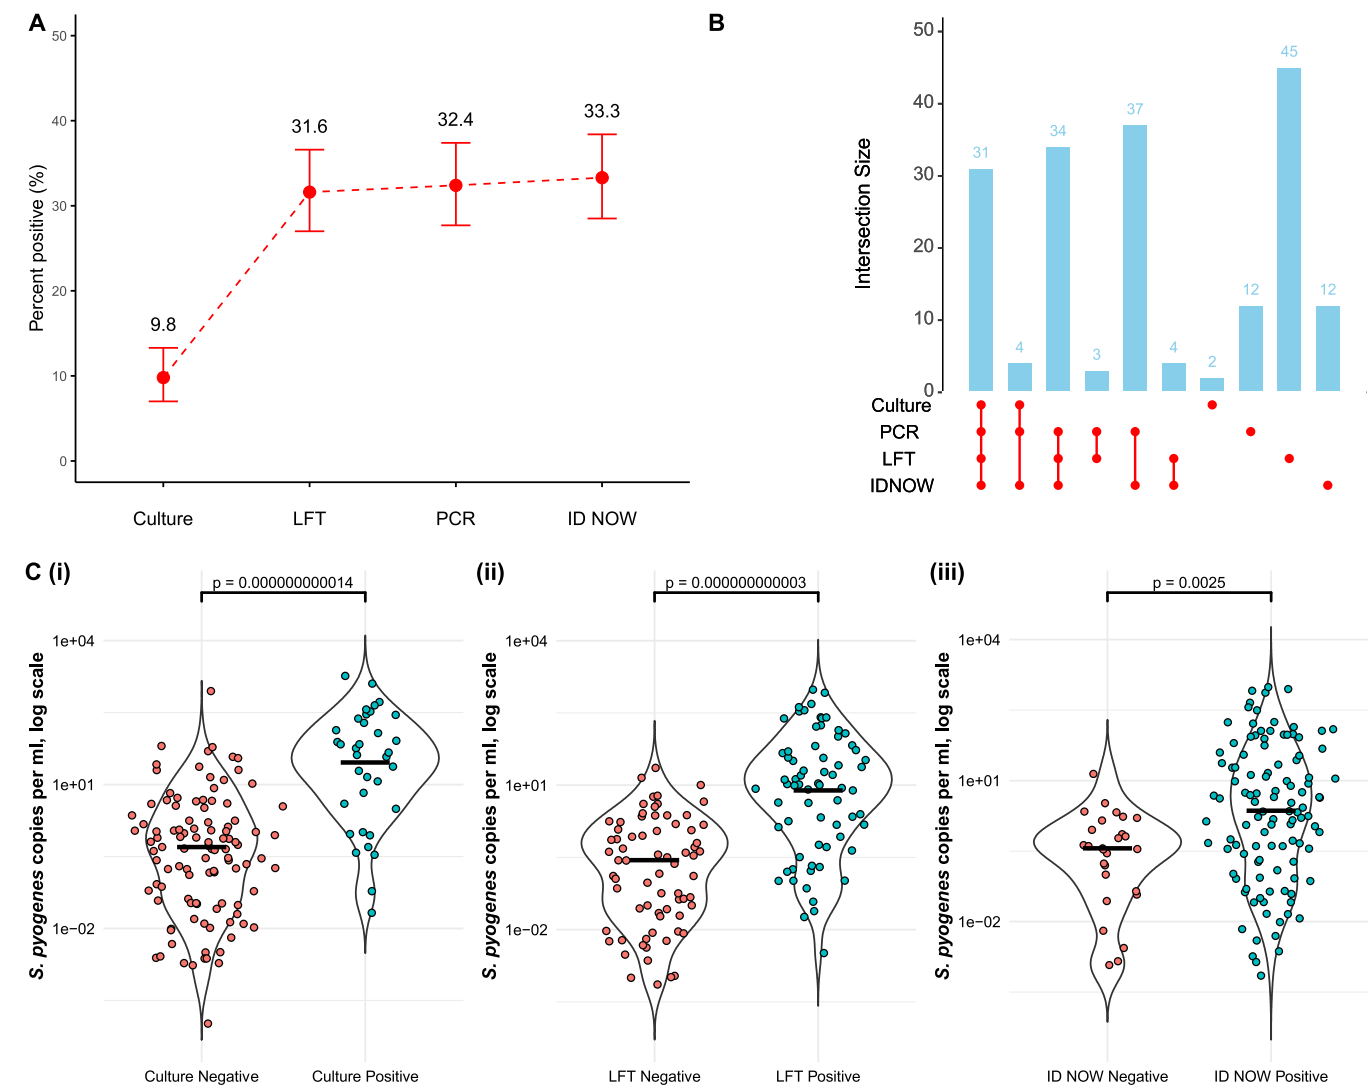 A
50
40
30
20
10
0
Percent positive (%)
9.8
31.6
32.4
33.3
Culture
LFT
PCR
ID NOW
B
50
40
30
20
10
0
Intersection Size
31
4
34
3
37
4
2
12
45
12
Culture
PCR
LFT
IDNOW
C (i)
p = 0.000000000014
1e+04
1e+01
1e−02
S. pyogenes copies per ml, log scale
Culture Negative
Culture Positive
(ii)
p = 0.000000000003
1e+04
1e+01
1e−02
S. pyogenes copies per ml, log scale
LFT Negative
LFT Positive
(iii)
p = 0.0025
1e+04
1e+01
1e−02
S. pyogenes copies per ml, log scale
ID NOW Negative
ID NOW Positive